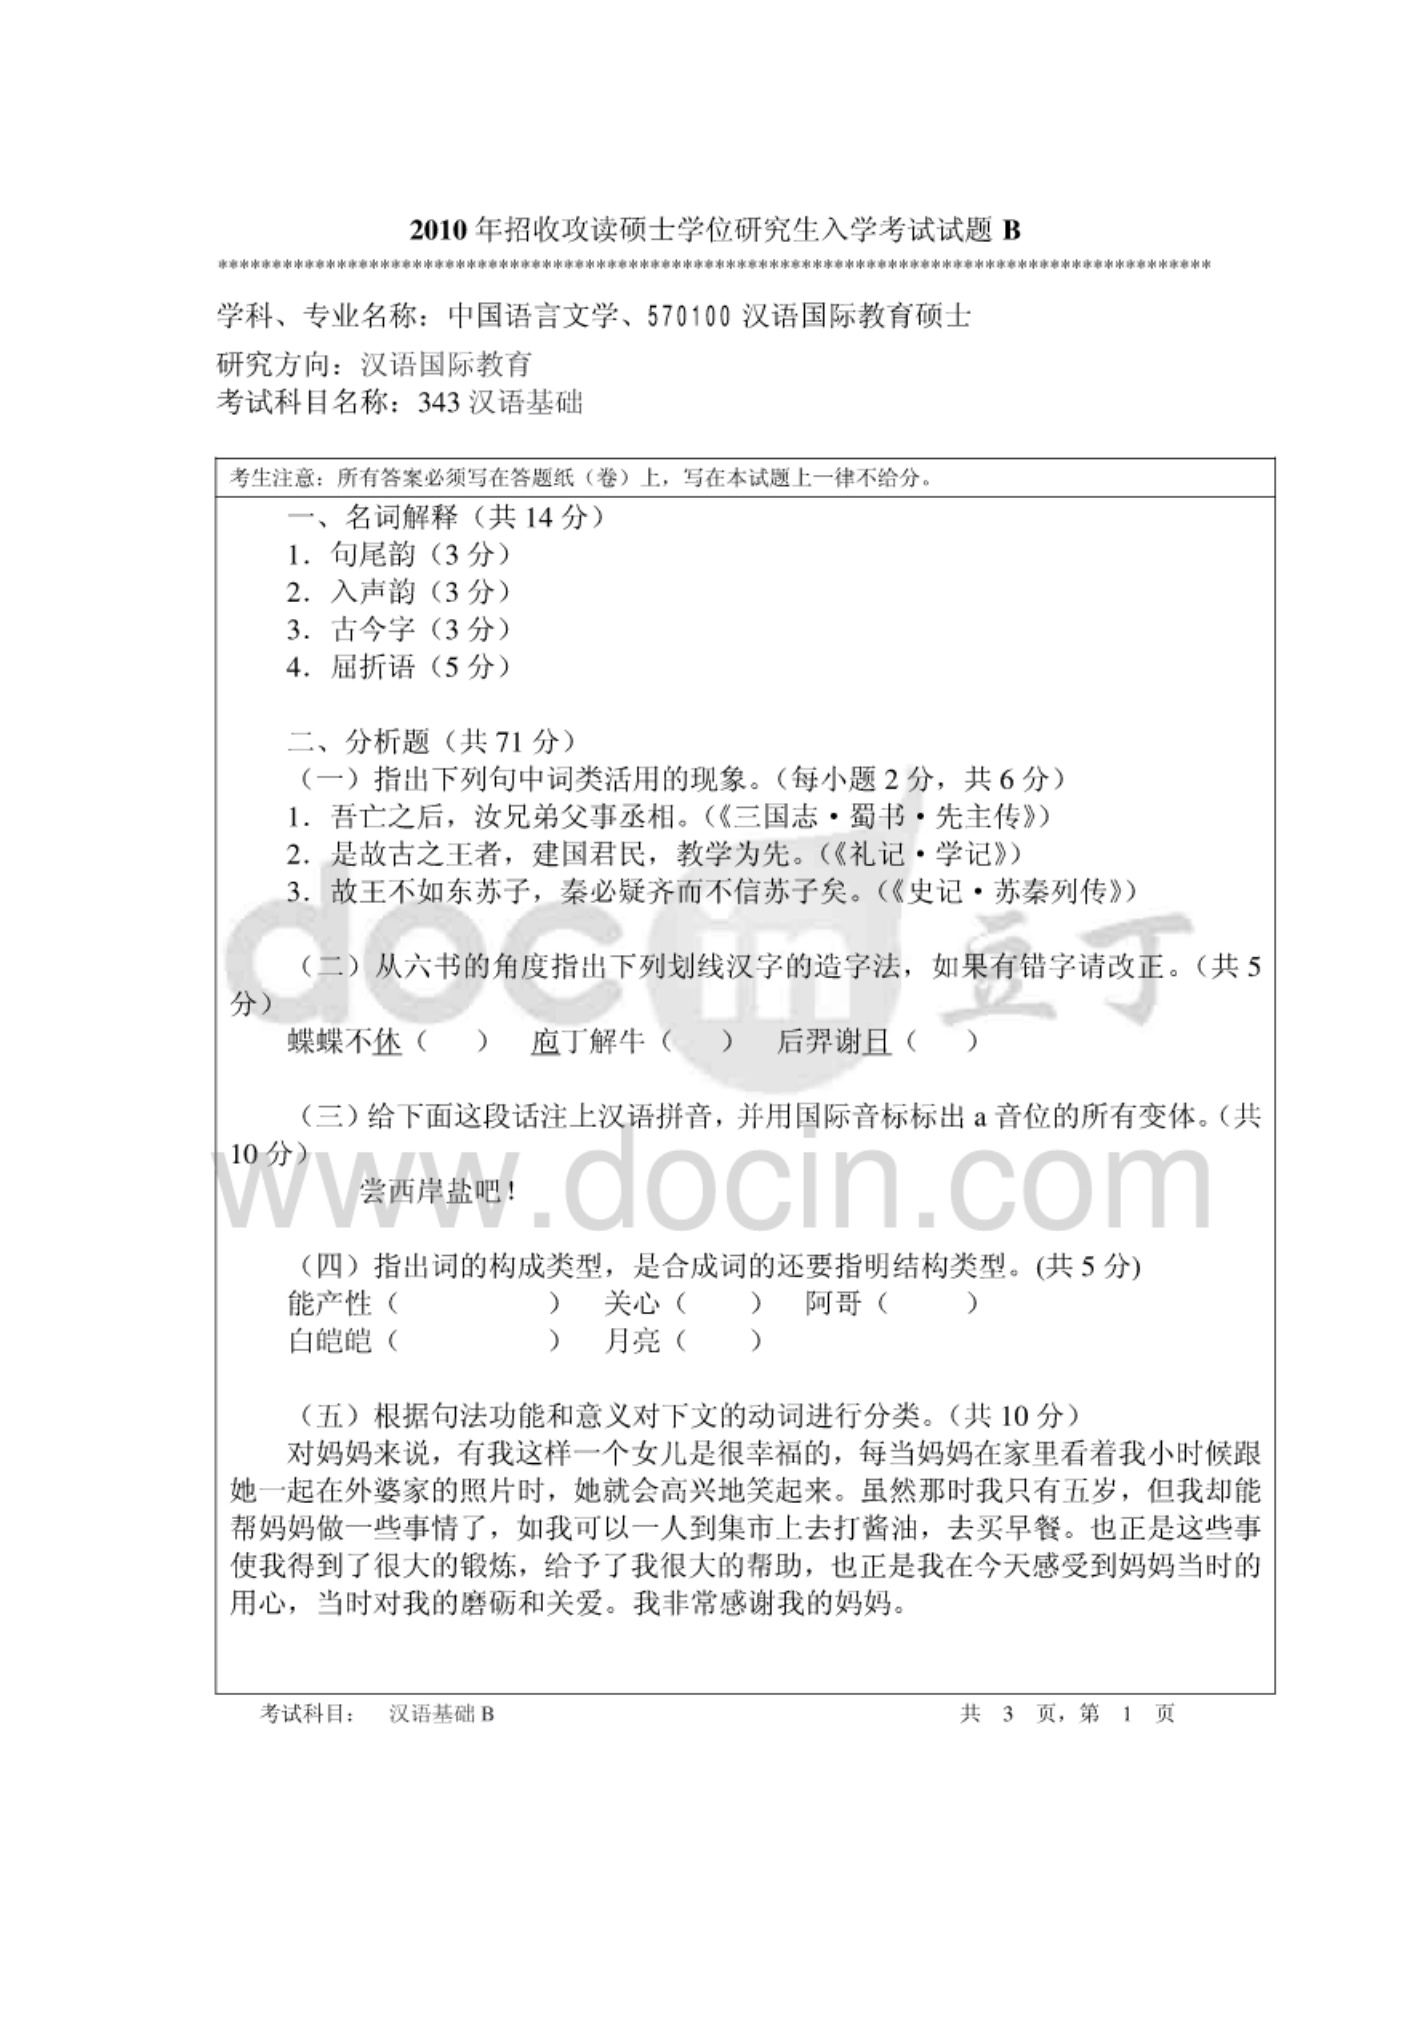 2010 年招收攻读硕士学位研究生入学考试试题 B
********************************************************************************************
学科、专业名称：中国语言文学、570100 汉语国际教育硕士
研究方向：汉语国际教育
考试科目名称：343 汉语基础
考生注意：所有答案必须写在答题纸（卷）上，写在本试题上一律不给分。
一、名词解释（共 14 分）
1．句尾韵（3 分）
2．入声韵（3 分）
3．古今字（3 分）
4．屈折语（5 分）
二、分析题（共 71 分）
（一）指出下列句中词类活用的现象。（每小题 2 分，共 6 分）
1．吾亡之后，汝兄弟父事丞相。（《三国志·蜀书·先主传》）
2．是故古之王者，建国君民，教学为先。（《礼记·学记》）
3．故王不如东苏子，秦必疑齐而不信苏子矣。（《史记·苏秦列传》）
（二）从六书的角度指出下列划线汉字的造字法，如果有错字请改正。（共 5
分）
蝶蝶不休（　　）　庖丁解牛（　　）　后羿谢日（　　）
（三）给下面这段话注上汉语拼音，并用国际音标标出 a 音位的所有变体。（共
10 分）
尝西岸盐吧！
（四）指出词的构成类型，是合成词的还要指明结构类型。(共 5 分)
能产性（　　　　　）　关心（　　）　阿哥（　　）
白皑皑（　　　　　）　月亮（　　）
（五）根据句法功能和意义对下文的动词进行分类。（共 10 分）
对妈妈来说，有我这样一个女儿是很幸福的，每当妈妈在家里看着我小时候跟
她一起在外婆家的照片时，她就会高兴地笑起来。虽然那时我只有五岁，但我却能
帮妈妈做一些事情了，如我可以一人到集市上去打酱油，去买早餐。也正是这些事
使我得到了很大的锻炼，给予了我很大的帮助，也正是我在今天感受到妈妈当时的
用心，当时对我的磨砺和关爱。我非常感谢我的妈妈。
考试科目：　汉语基础 B　　共　3　页，第　1　页
docin 豆丁
www.docin.com